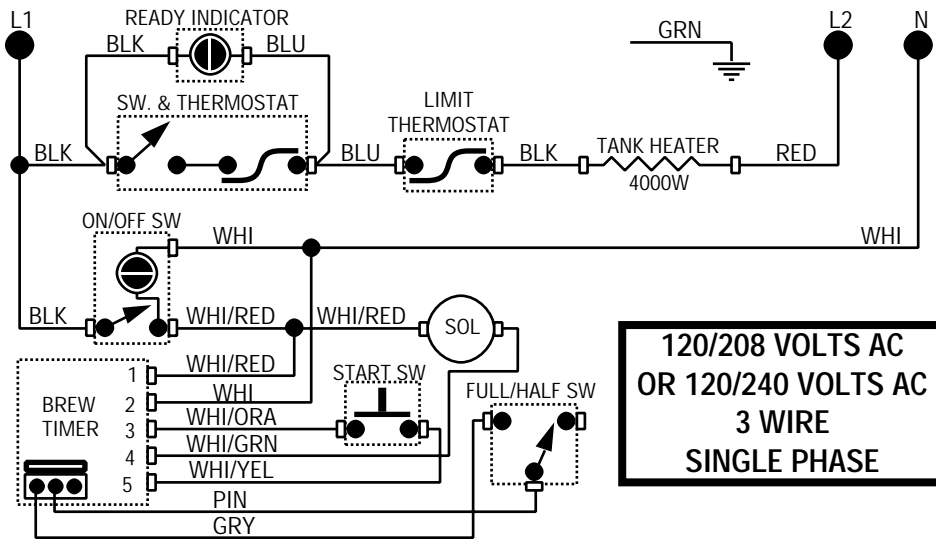 L1
READY INDICATOR
L2
N
BLK
BLU
GRN
SW. & THERMOSTAT
LIMIT
THERMOSTAT
BLK
BLU
BLK
TANK HEATER
4000W
RED
ON/OFF SW
WHI
WHI
BLK
WHI/RED
WHI/RED
SOL
BREW
TIMER
1
WHI/RED
2
WHI
3
WHI/ORA
4
WHI/GRN
5
WHI/YEL
START SW
FULL/HALF SW
PIN
GRY
120/208 VOLTS AC
OR 120/240 VOLTS AC
3 WIRE
SINGLE PHASE